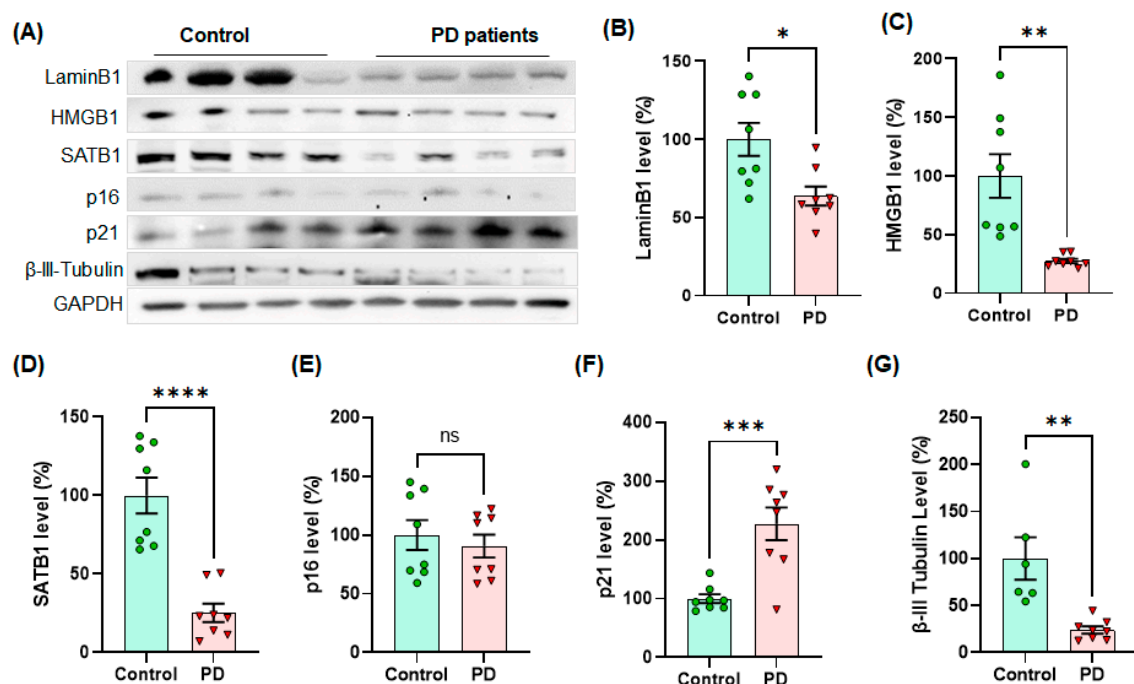 (A)
Control
PD patients
LaminB1
HMGB1
SATB1
p16
p21
β-III-Tubulin
GAPDH
(B)
*
LaminB1 level (%)
150
100
50
0
Control
PD
(C)
**
HMGB1 level (%)
200
150
100
50
0
Control
PD
(D)
****
SATB1 level (%)
150
100
50
0
Control
PD
(E)
ns
p16 level (%)
200
150
100
50
0
Control
PD
(F)
***
p21 level (%)
400
300
200
100
0
Control
PD
(G)
**
β-III Tubulin Level (%)
250
200
150
100
50
0
Control
PD